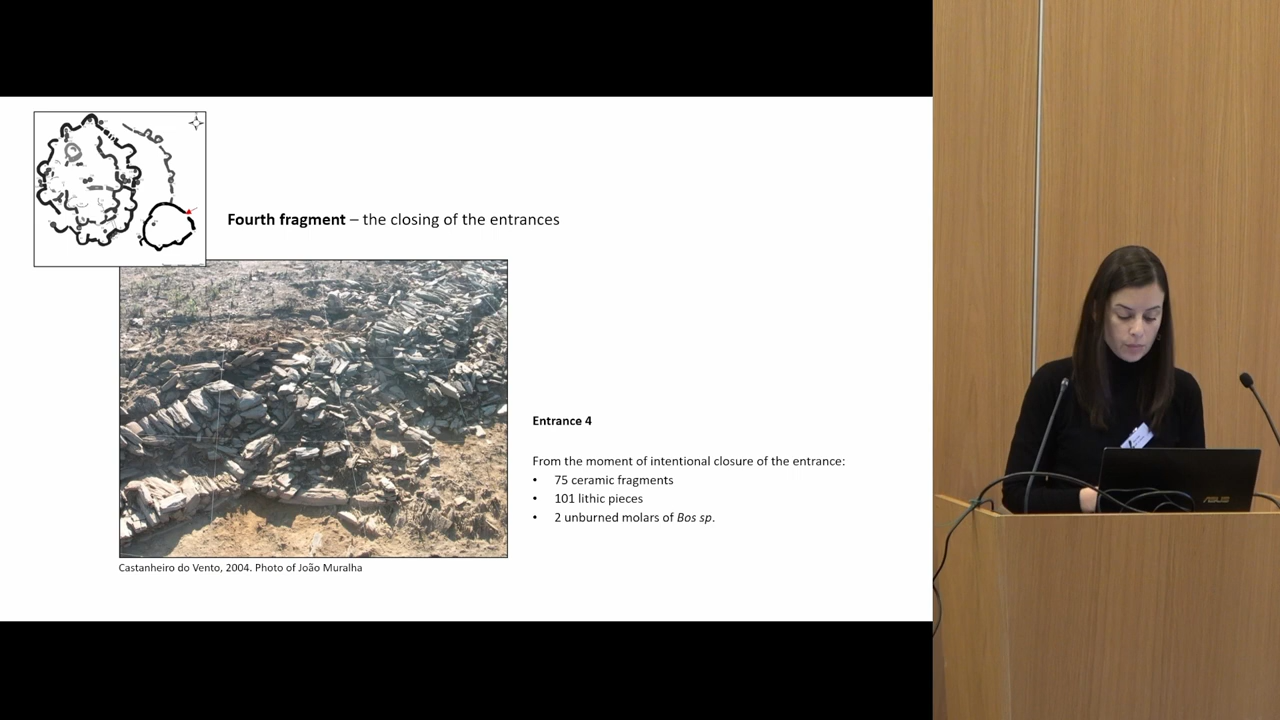 Fourth fragment – the closing of the entrances
Entrance 4
From the moment of intentional closure of the entrance:
• 75 ceramic fragments
• 101 lithic pieces
• 2 unburned molars of Bos sp.
Castanheiro do Vento, 2004. Photo of João Muralha
ASUS